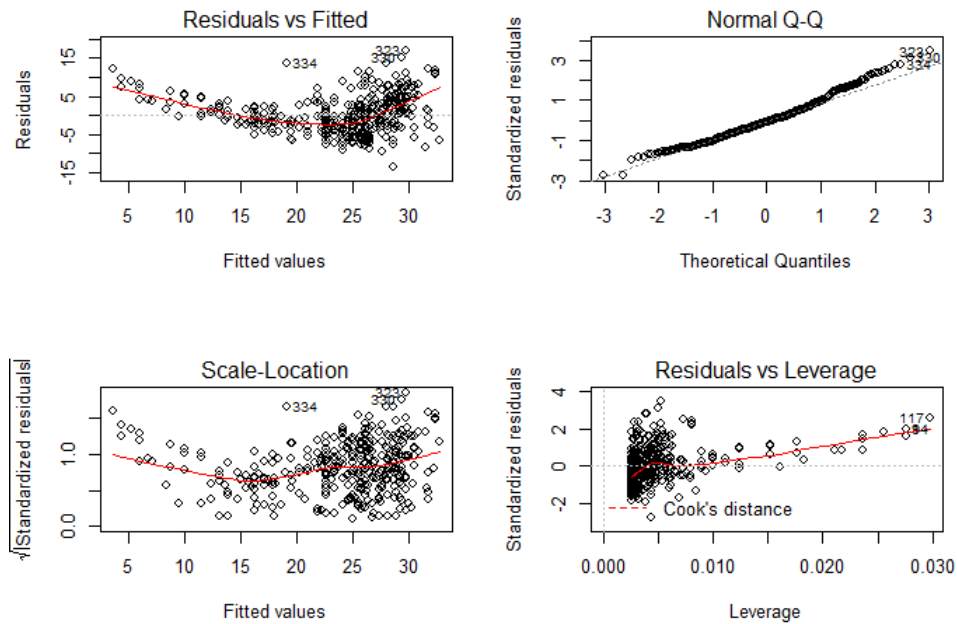 Residuals vs Fitted
Residuals
-15 -5 5 15
323
330
334
5 10 15 20 25 30
Fitted values
Normal Q-Q
Standardized residuals
-3 -1 1 3
323
330
334
-3 -2 -1 0 1 2 3
Theoretical Quantiles
Scale-Location
√|Standardized residuals|
0.0 1.0
323
330
334
5 10 15 20 25 30
Fitted values
Residuals vs Leverage
Standardized residuals
-2 0 2 4
117
94
Cook's distance
0.000 0.010 0.020 0.030
Leverage